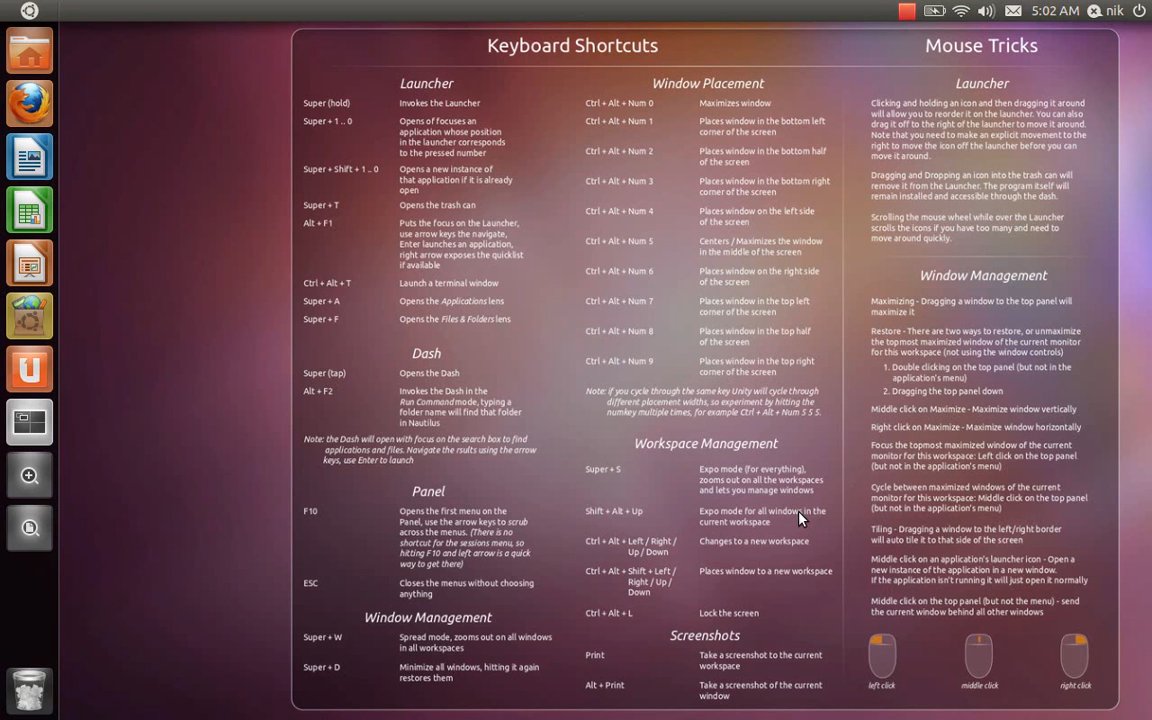 5:02 AM nik
Keyboard Shortcuts
Launcher
Super (hold) Invokes the Launcher
Super + 1 .. 0 Opens of focuses an
application whose position
in the launcher corresponds
to the pressed number
Super + Shift + 1 .. 0 Opens a new instance of
that application if it is already
open
Super + T Opens the trash can
Alt + F1 Puts the focus on the Launcher,
use arrow keys the navigate,
Enter launches an application,
right arrow exposes the quicklist
if available
Ctrl + Alt + T Launch a terminal window
Super + A Opens the Applications lens
Super + F Opens the Files & Folders lens
Dash
Super (tap) Opens the Dash
Alt + F2 Invokes the Dash in the
Run Command mode, typing a
folder name will find that folder
in Nautilus
Note: the Dash will open with focus on the search box to find
applications and files. Navigate the rsults using the arrow
keys, use Enter to launch
Panel
F10 Opens the first menu on the
Panel, use the arrow keys to scrub
across the menus. (There is no
shortcut for the sessions menu, so
hitting F10 and left arrow is a quick
way to get there)
ESC Closes the menus without choosing
anything
Window Management
Super + W Spread mode, zooms out on all windows
in all workspaces
Super + D Minimize all windows, hitting it again
restores them
Window Placement
Ctrl + Alt + Num 0 Maximizes window
Ctrl + Alt + Num 1 Places window in the bottom left
corner of the screen
Ctrl + Alt + Num 2 Places window in the bottom half
of the screen
Ctrl + Alt + Num 3 Places window in the bottom right
corner of the screen
Ctrl + Alt + Num 4 Places window on the left side
of the screen
Ctrl + Alt + Num 5 Centers / Maximizes the window
in the middle of the screen
Ctrl + Alt + Num 6 Places window on the right side
of the screen
Ctrl + Alt + Num 7 Places window in the top left
corner of the screen
Ctrl + Alt + Num 8 Places window in the top half
of the screen
Ctrl + Alt + Num 9 Places window in the top right
corner of the screen
Note: if you cycle through the same key Unity will cycle through
different placement widths, so experiment by hitting the
numkey multiple times, for example Ctrl + Alt + Num 5 5 5.
Workspace Management
Super + S Expo mode (for everything),
zooms out on all the workspaces
and lets you manage windows
Shift + Alt + Up Expo mode for all windows in the
current workspace
Ctrl + Alt + Left / Right / Changes to a new workspace
Up / Down
Ctrl + Alt + Shift + Left / Places window to a new workspace
Right / Up /
Down
Ctrl + Alt + L Lock the screen
Screenshots
Print Take a screenshot to the current
workspace
Alt + Print Take a screenshot of the current
window
Mouse Tricks
Launcher
Clicking and holding an icon and then dragging it around
will allow you to reorder it on the launcher. You can also
drag it off to the right of the launcher to move it around.
Note that you need to make an explicit movement to the
right to move the icon off the launcher before you can
move it around.
Dragging and Dropping an icon into the trash can will
remove it from the Launcher. The program itself will
remain installed and accessible through the dash.
Scrolling the mouse wheel while over the Launcher
scrolls the icons if you have too many and need to
move around quickly.
Window Management
Maximizing - Dragging a window to the top panel will
maximize it
Restore - There are two ways to restore, or unmaximize
the topmost maximized window of the current monitor
for this workspace (not using the window controls)
1. Double clicking on the top panel (but not in the
application's menu)
2. Dragging the top panel down
Middle click on Maximize - Maximize window vertically
Right click on Maximize - Maximize window horizontally
Focus the topmost maximized window of the current
monitor for this workspace: Left click on the top panel
(but not in the application's menu)
Cycle between maximized windows of the current
monitor for this workspace: Middle click on the top panel
(but not in the application's menu)
Tiling - Dragging a window to the left/right border
will auto tile it to that side of the screen
Middle click on an application's launcher icon - Open a
new instance of the application in a new window.
If the application isn't running it will just open it normally
Middle click on the top panel (but not the menu) - send
the current window behind all other windows
left click middle click right click